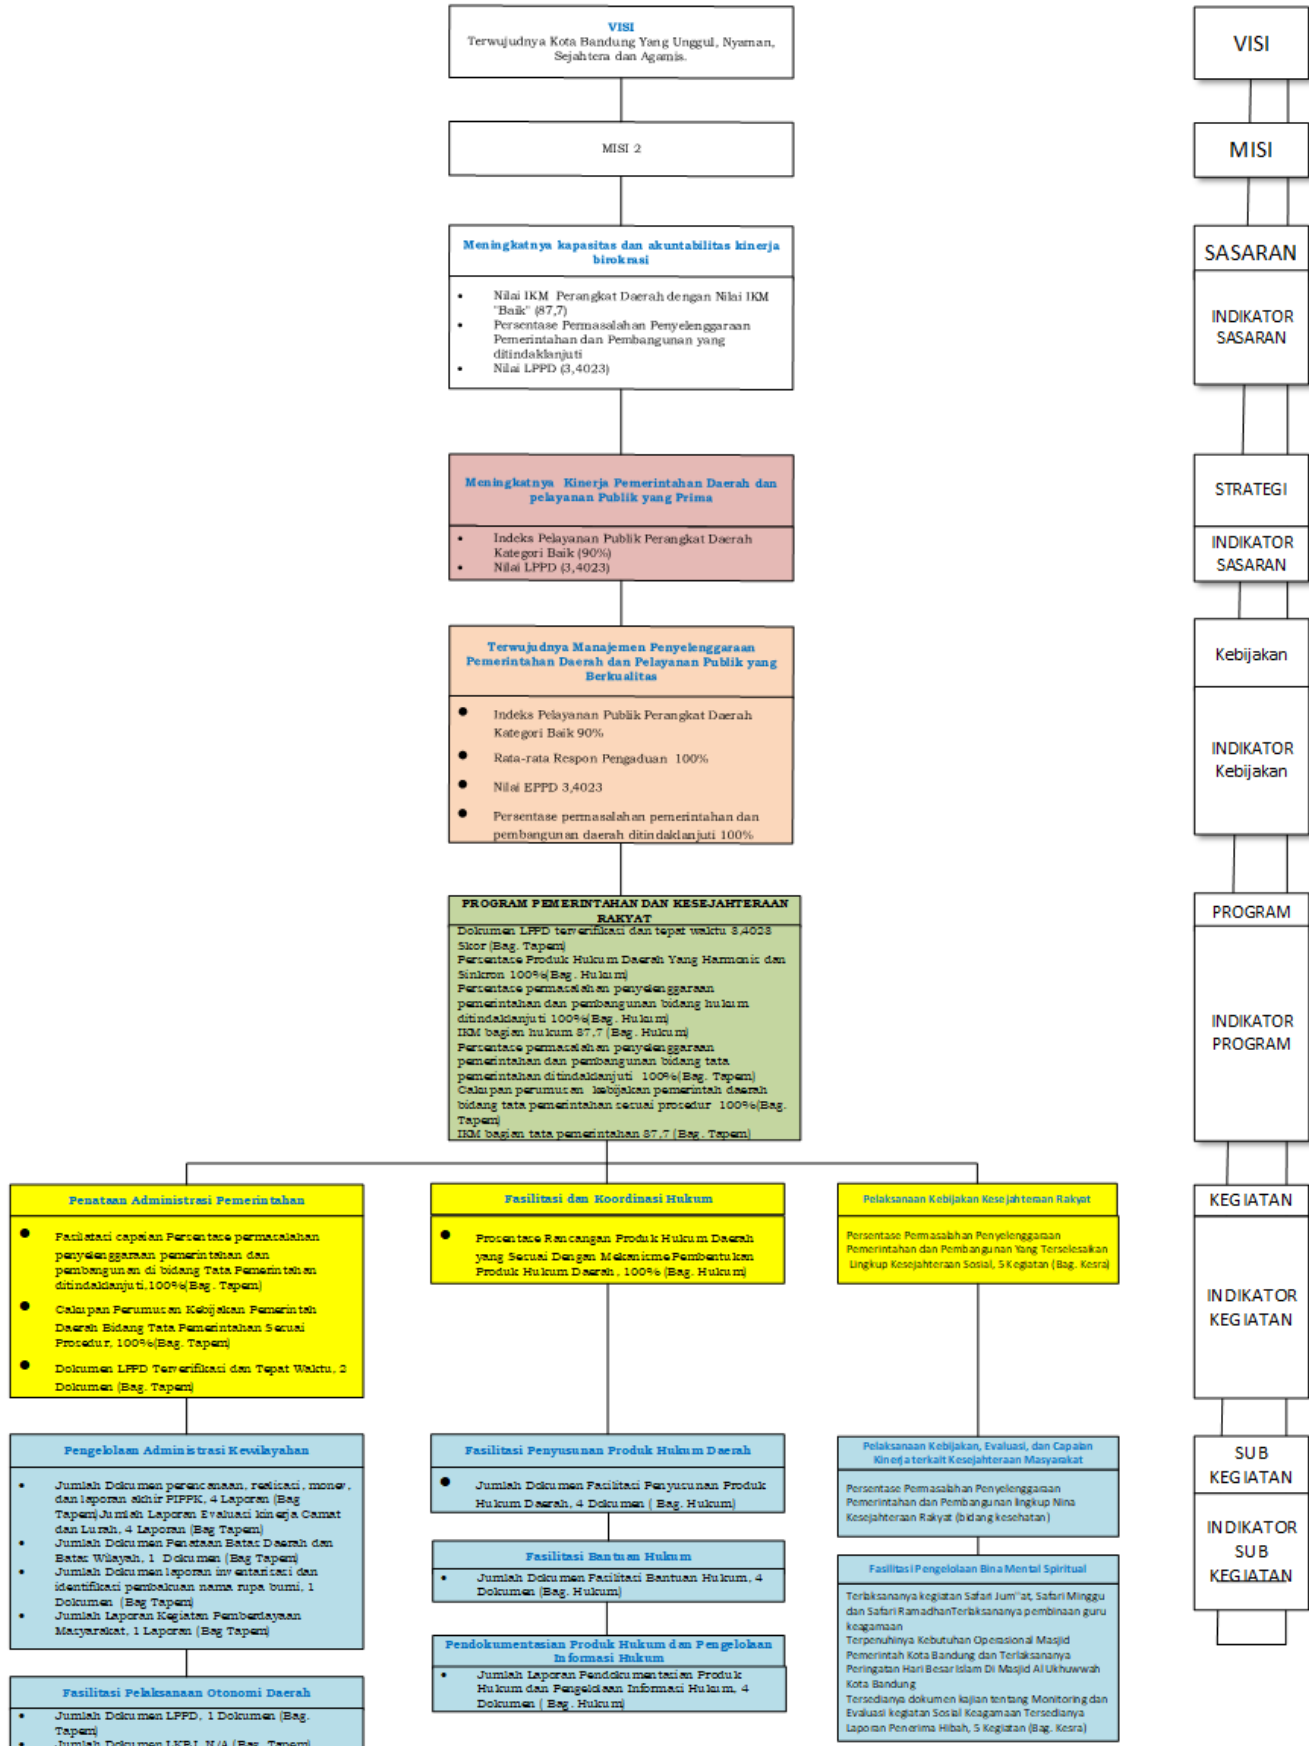 VISI
Terwujudnya Kota Bandung Yang Unggul, Nyaman,
Sejahtera dan Agamis.
MISI 2
Meningkatnya kapasitas dan akuntabilitas kinerja
birokrasi
• Nilai IKM Perangkat Daerah dengan Nilai IKM
"Baik" (87,7)
• Persentase Permasalahan Penyelenggaraan
Pemerintahan dan Pembangunan yang
ditindaklanjuti
• Nilai LPPD (3,4023)
Meningkatnya Kinerja Pemerintahan Daerah dan
pelayanan Publik yang Prima
• Indeks Pelayanan Publik Perangkat Daerah
Kategori Baik (90%)
• Nilai LPPD (3,4023)
Terwujudnya Manajemen Penyelenggaraan
Pemerintahan Daerah dan Pelayanan Publik yang
Berkualitas
● Indeks Pelayanan Publik Perangkat Daerah
Kategori Baik 90%
● Rata-rata Respon Pengaduan 100%
● Nilai EPPD 3,4023
● Persentase permasalahan pemerintahan dan
pembangunan daerah ditindaklanjuti 100%
PROGRAM PEMERINTAHAN DAN KESEJAHTERAAN
RAKYAT
Dokumen LPPD terverifikasi dan tepat waktu 3,4023
Skor (Bag. Tapem)
Persentase Produk Hukum Daerah Yang Harmonis dan
Sinkron 100%(Bag. Hukum)
Persentase permasalahan penyelenggaraan
pemerintahan dan pembangunan bidang hukum
ditindaklanjuti 100%(Bag. Hukum)
IKM bagian hukum 87,7 (Bag. Hukum)
Persentase permasalahan penyelenggaraan
pemerintahan dan pembangunan bidang tata
pemerintahan ditindaklanjuti 100%(Bag. Tapem)
Cakupan perumusan kebijakan pemerintah daerah
bidang tata pemerintahan sesuai prosedur 100%(Bag.
Tapem)
IKM bagian tata pemerintahan 87,7 (Bag. Tapem)
Penataan Administrasi Pemerintahan
● Fasilatasi capaian Persentase permasalahan
penyelenggaraan pemerintahan dan
pembangunan di bidang Tata Pemerintahan
ditindaklanjuti,100%(Bag. Tapem)
● Cakupan Perumusan Kebijakan Pemerintah
Daerah Bidang Tata Pemerintahan Sesuai
Prosedur, 100%(Bag. Tapem)
● Dokumen LPPD Terverifikasi dan Tepat Waktu, 2
Dokumen (Bag. Tapem)
Pengelolaan Administrasi Kewilayahan
• Jumlah Dokumen perencanaan, realisasi, monev,
dan laporan akhir PIPPK, 4 Laporan (Bag
Tapem)Jumlah Laporan Evaluasi kinerja Camat
dan Lurah, 4 Laporan (Bag Tapem)
• Jumlah Dokumen Penataan Batas Daerah dan
Batas Wilayah, 1 Dokumen (Bag Tapem)
• Jumlah Dokumen laporan inventarisasi dan
identifikasi pembakuan nama rupa bumi, 1
Dokumen (Bag Tapem)
• Jumlah Laporan Kegiatan Pemberdayaan
Masyarakat, 1 Laporan (Bag Tapem)
Fasilitasi Pelaksanaan Otonomi Daerah
• Jumlah Dokumen LPPD, 1 Dokumen (Bag.
Tapem)
• Jumlah Dokumen LKPJ, N/A (Bag. Tapem)
Fasilitasi dan Koordinasi Hukum
● Prosentase Rancangan Produk Hukum Daerah
yang Sesuai Dengan Mekanisme Pembentukan
Produk Hukum Daerah, 100% (Bag. Hukum)
Fasilitasi Penyusunan Produk Hukum Daerah
● Jumlah Dokumen Fasilitasi Penyusunan Produk
Hukum Daerah, 4 Dokumen ( Bag. Hukum)
Fasilitasi Bantuan Hukum
• Jumlah Dokumen Fasilitasi Bantuan Hukum, 4
Dokumen (Bag. Hukum)
Pendokumentasian Produk Hukum dan Pengelolaan
Informasi Hukum
• Jumlah Laporan Pendokumentasian Produk
Hukum dan Pengelolaan Informasi Hukum, 4
Dokumen ( Bag. Hukum)
Pelaksanaan Kebijakan Kesejahteraan Rakyat
Persentase Permasalahan Penyelenggaraan
Pemerintahan dan Pembangunan Yang Terselesaikan
Lingkup Kesejahteraan Sosial, 5 Kegiatan (Bag. Kesra)
Pelaksanaan Kebijakan, Evaluasi, dan Capaian
Kinerja terkait Kesejahteraan Masyarakat
Persentase Permasalahan Penyelenggaraan
Pemerintahan dan Pembangunan lingkup Nina
Kesejahteraan Rakyat (bidang kesehatan)
Fasilitasi Pengelolaan Bina Mental Spiritual
Terlaksananya kegiatan Safari Jum"at, Safari Minggu
dan Safari RamadhanTerlaksananya pembinaan guru
keagamaan
Terpenuhinya Kebutuhan Operasional Masjid
Pemerintah Kota Bandung dan Terlaksananya
Peringatan Hari Besar Islam Di Masjid Al Ukhuwwah
Kota Bandung
Tersedianya dokumen kajian tentang Monitoring dan
Evaluasi kegiatan Sosial Keagamaan Tersedianya
Laporan Penerima Hibah, 5 Kegiatan (Bag. Kesra)
VISI
MISI
SASARAN
INDIKATOR
SASARAN
STRATEGI
INDIKATOR
SASARAN
Kebijakan
INDIKATOR
Kebijakan
PROGRAM
INDIKATOR
PROGRAM
KEGIATAN
INDIKATOR
KEGIATAN
SUB
KEGIATAN
INDIKATOR
SUB
KEGIATAN